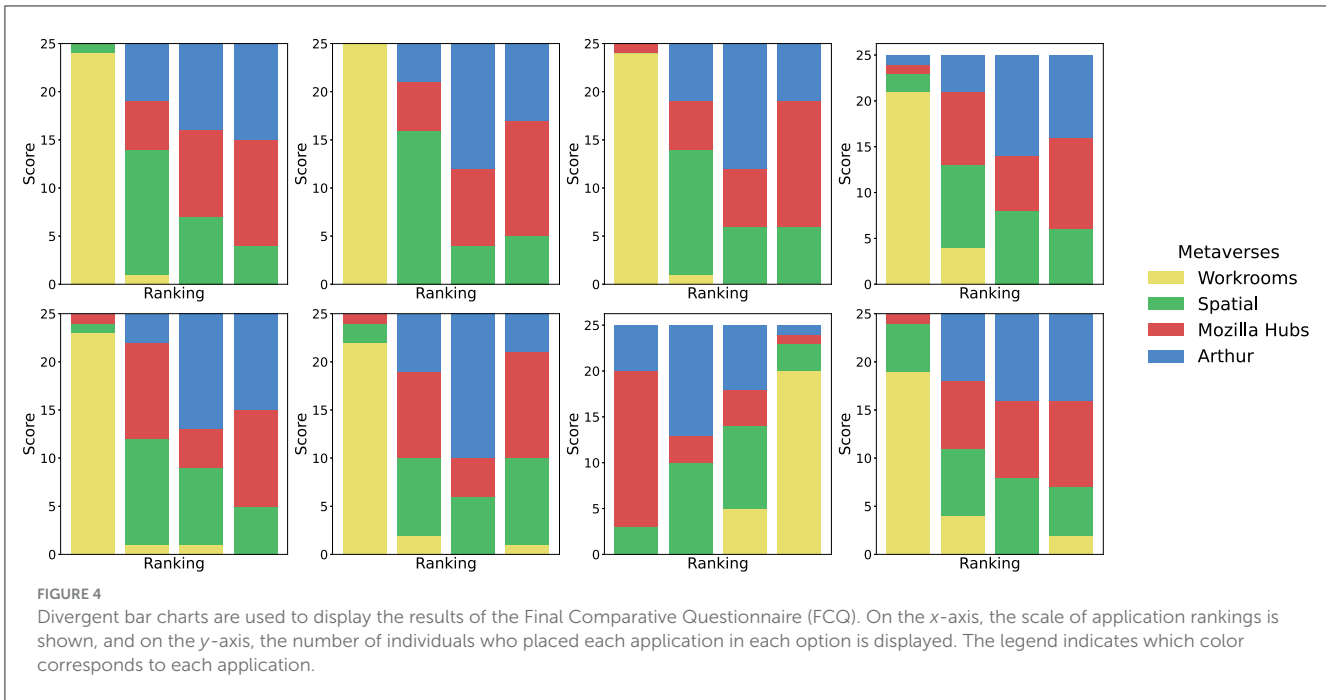 25
20
15
10
5
0
Score
Ranking
25
20
15
10
5
0
Score
Ranking
25
20
15
10
5
0
Score
Ranking
25
20
15
10
5
0
Score
Ranking
Metaverses
Workrooms
Spatial
Mozilla Hubs
Arthur
25
20
15
10
5
0
Score
Ranking
25
20
15
10
5
0
Score
Ranking
25
20
15
10
5
0
Score
Ranking
25
20
15
10
5
0
Score
Ranking
FIGURE 4
Divergent bar charts are used to display the results of the Final Comparative Questionnaire (FCQ). On the x-axis, the scale of application rankings is
shown, and on the y-axis, the number of individuals who placed each application in each option is displayed. The legend indicates which color
corresponds to each application.